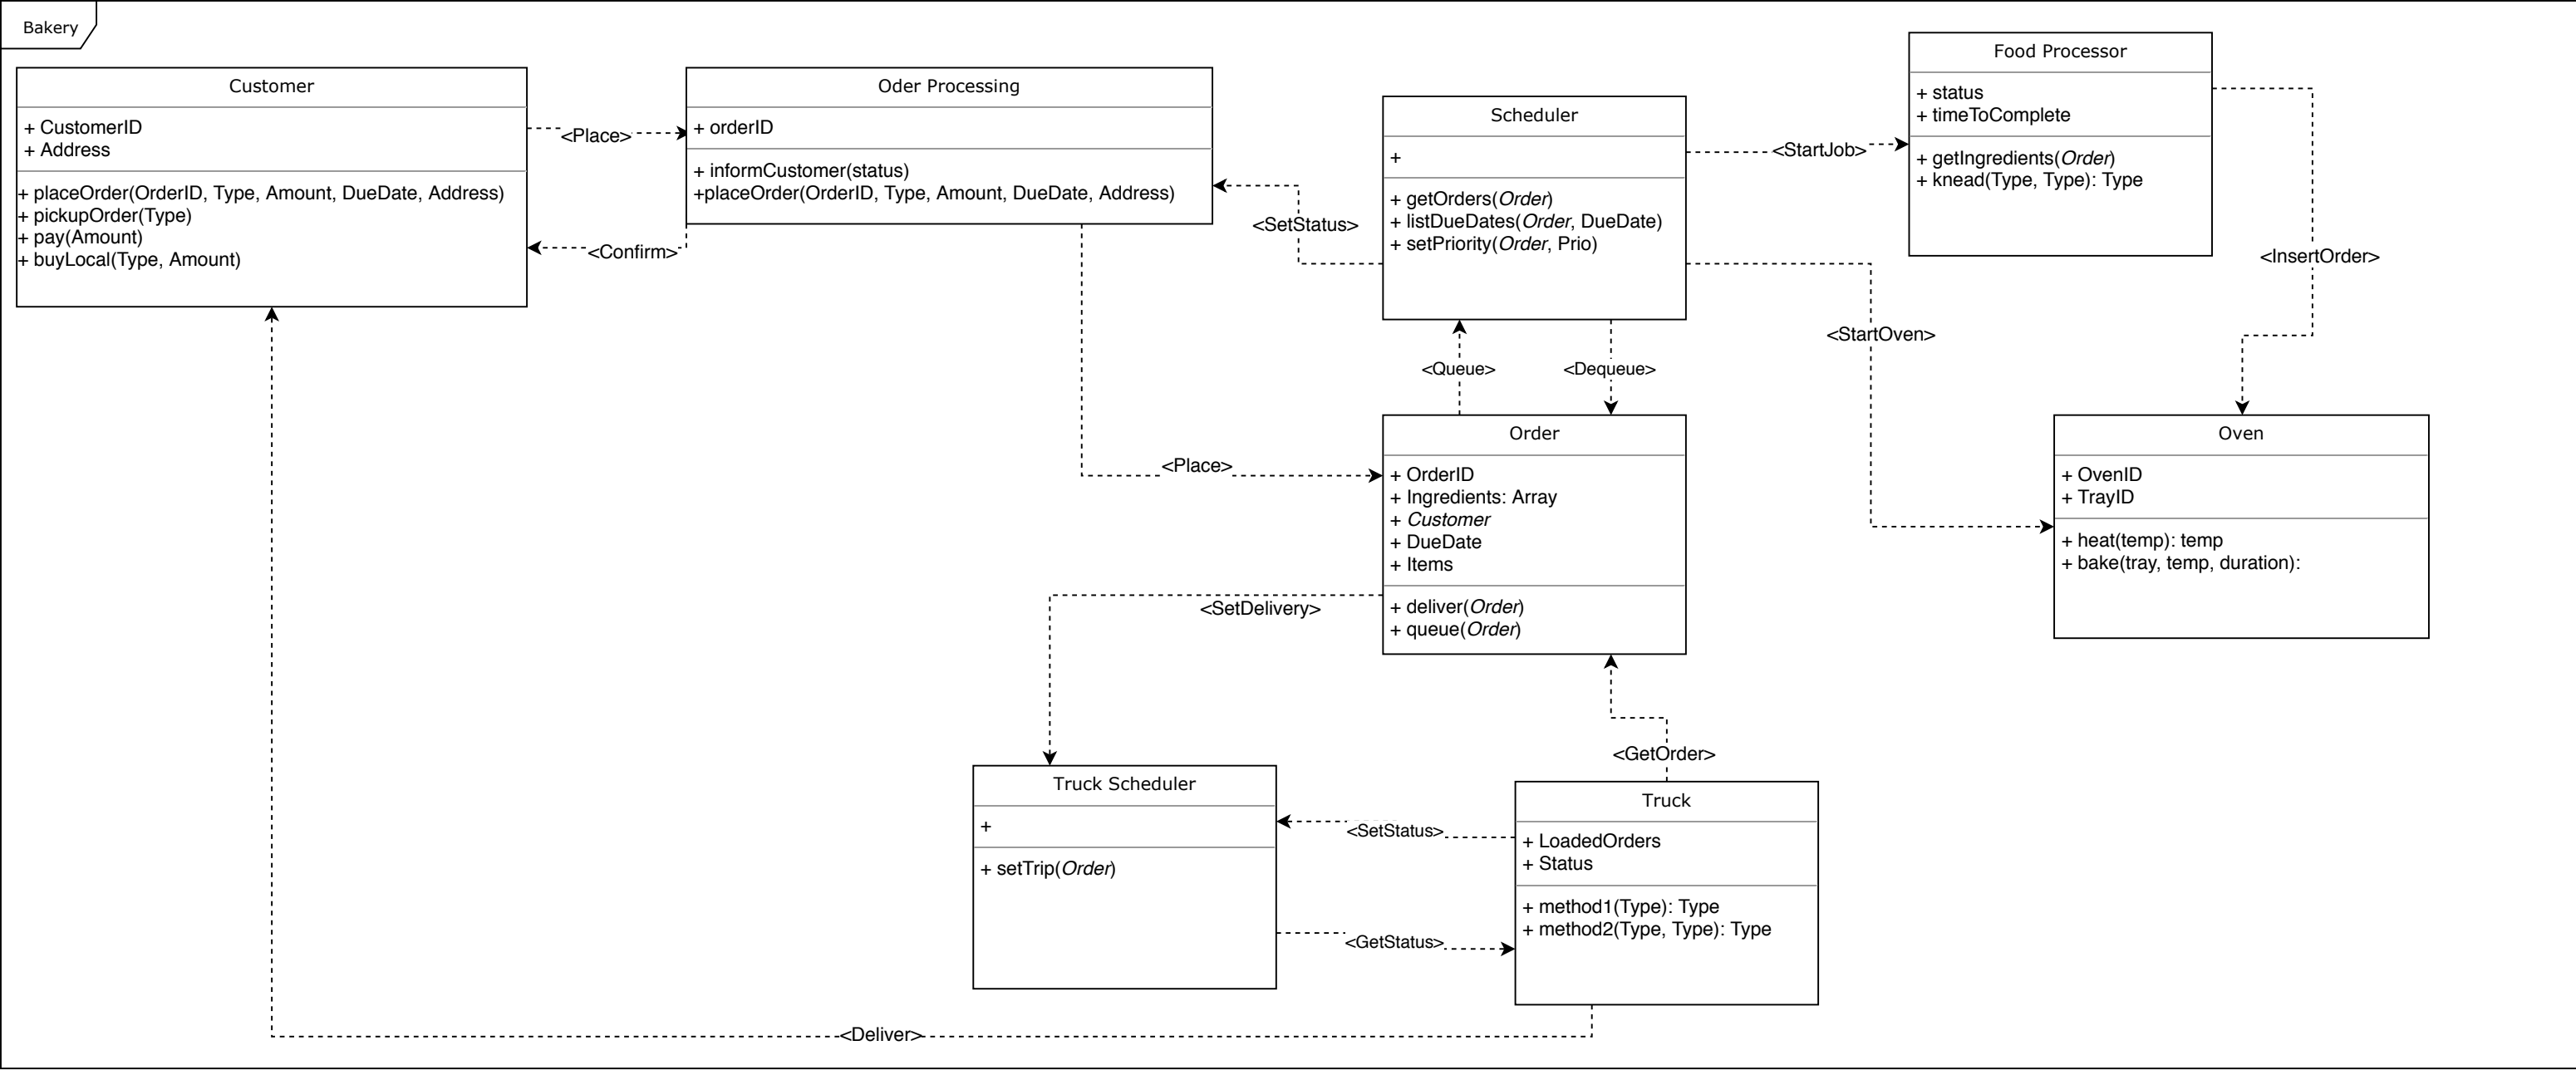 Bakery
Customer
+ CustomerID
+ Address
+ placeOrder(OrderID, Type, Amount, DueDate, Address)
+ pickupOrder(Type)
+ pay(Amount)
+ buyLocal(Type, Amount)
<Place>
<Confirm>
Oder Processing
+ orderID
+ informCustomer(status)
+placeOrder(OrderID, Type, Amount, DueDate, Address)
<SetStatus>
Scheduler
+
+ getOrders(Order)
+ listDueDates(Order, DueDate)
+ setPriority(Order, Prio)
<StartJob>
Food Processor
+ status
+ timeToComplete
+ getIngredients(Order)
+ knead(Type, Type): Type
<InsertOrder>
<StartOven>
<Queue>
<Dequeue>
<Place>
Order
+ OrderID
+ Ingredients: Array
+ Customer
+ DueDate
+ Items
+ deliver(Order)
+ queue(Order)
Oven
+ OvenID
+ TrayID
+ heat(temp): temp
+ bake(tray, temp, duration):
<SetDelivery>
<GetOrder>
Truck Scheduler
+
+ setTrip(Order)
<SetStatus>
<GetStatus>
Truck
+ LoadedOrders
+ Status
+ method1(Type): Type
+ method2(Type, Type): Type
<Deliver>